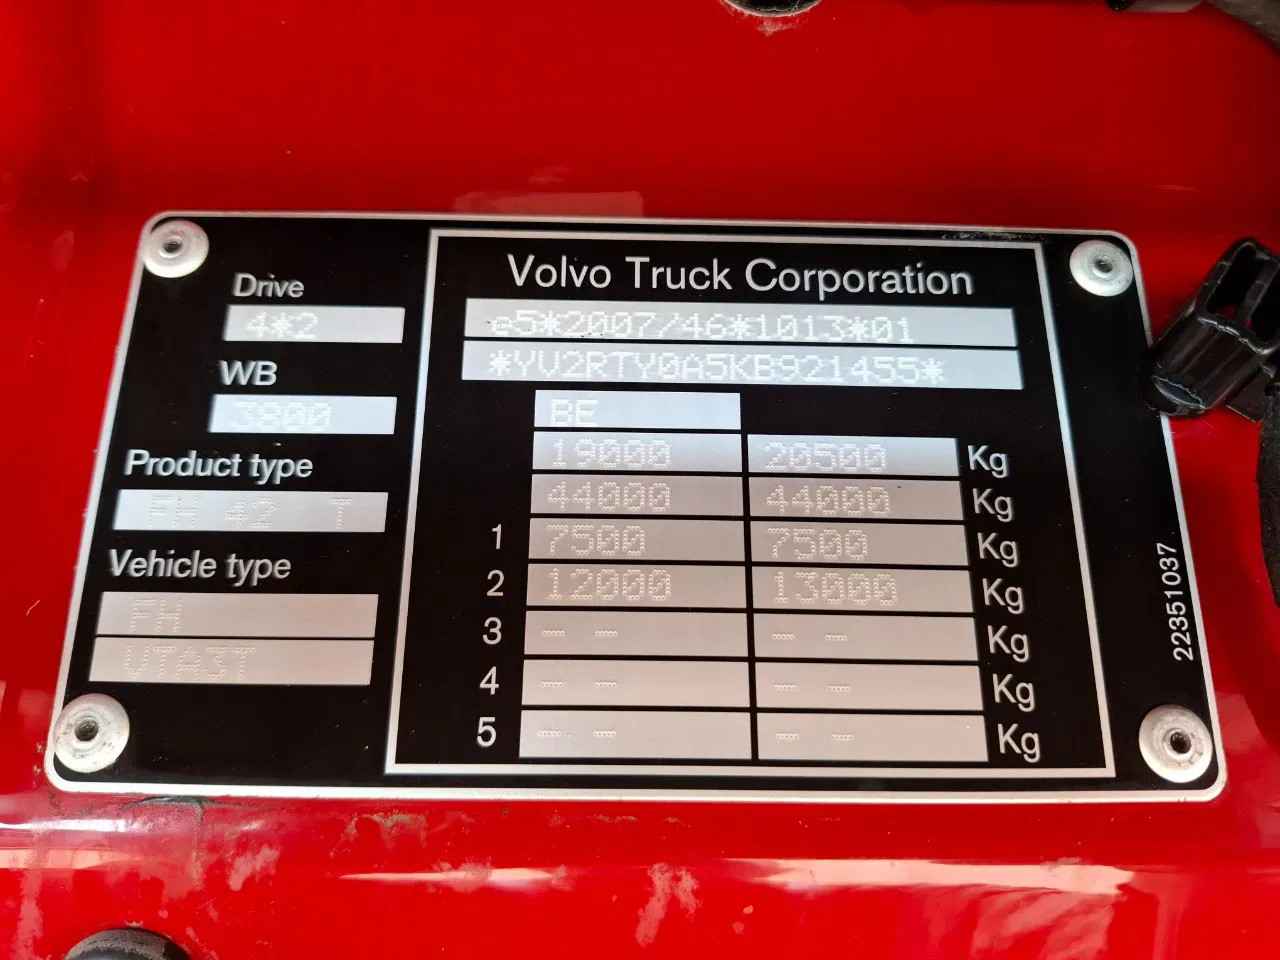 Drive
4*2
WB
3800
Product type
FH 42 T
Vehicle type
FH
VTA3T
Volvo Truck Corporation
e5*2007/46*1013*01
*YV2RTY0A5KB921455*
BE
19000 20500 Kg
44000 44000 Kg
1 7500 7500 Kg
2 12000 13000 Kg
3 -- -- -- -- Kg
4 -- -- -- -- Kg
5 -- -- -- -- Kg
22351037